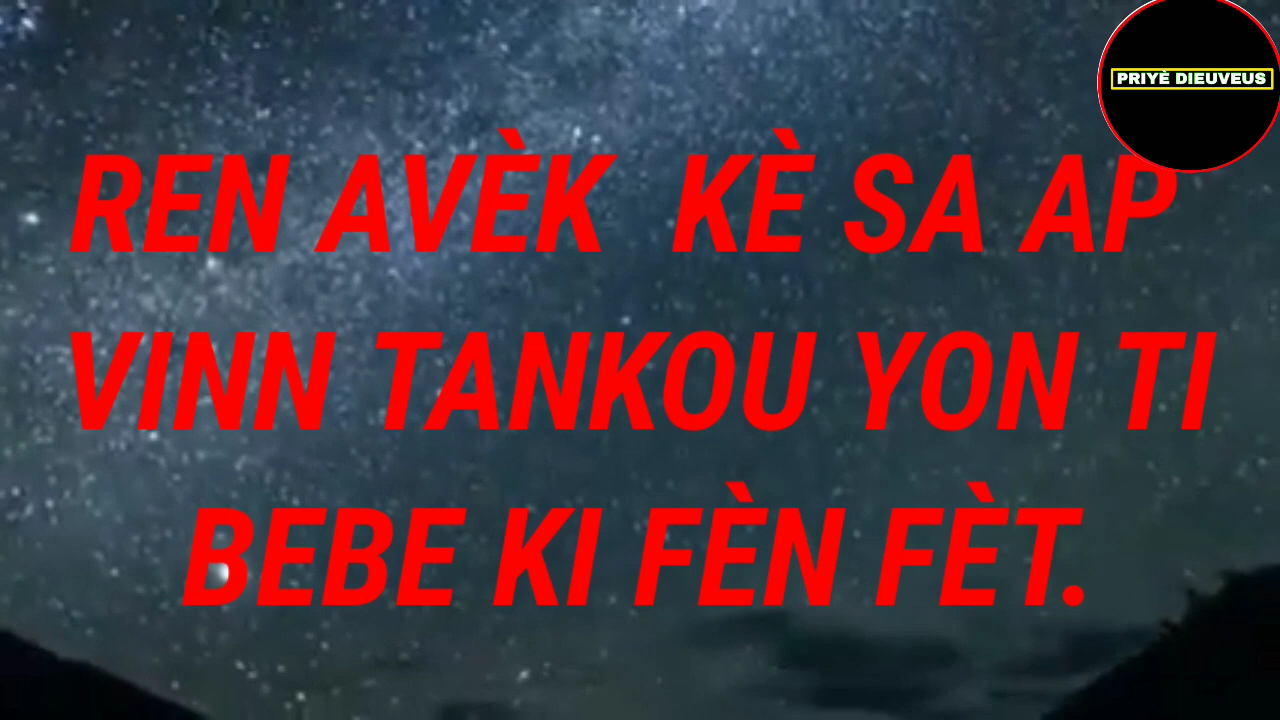 PRIYÈ DIEUVEUS
REN AVÈK KÈ SA AP
VINN TANKOU YON TI
BEBE KI FÈN FÈT.